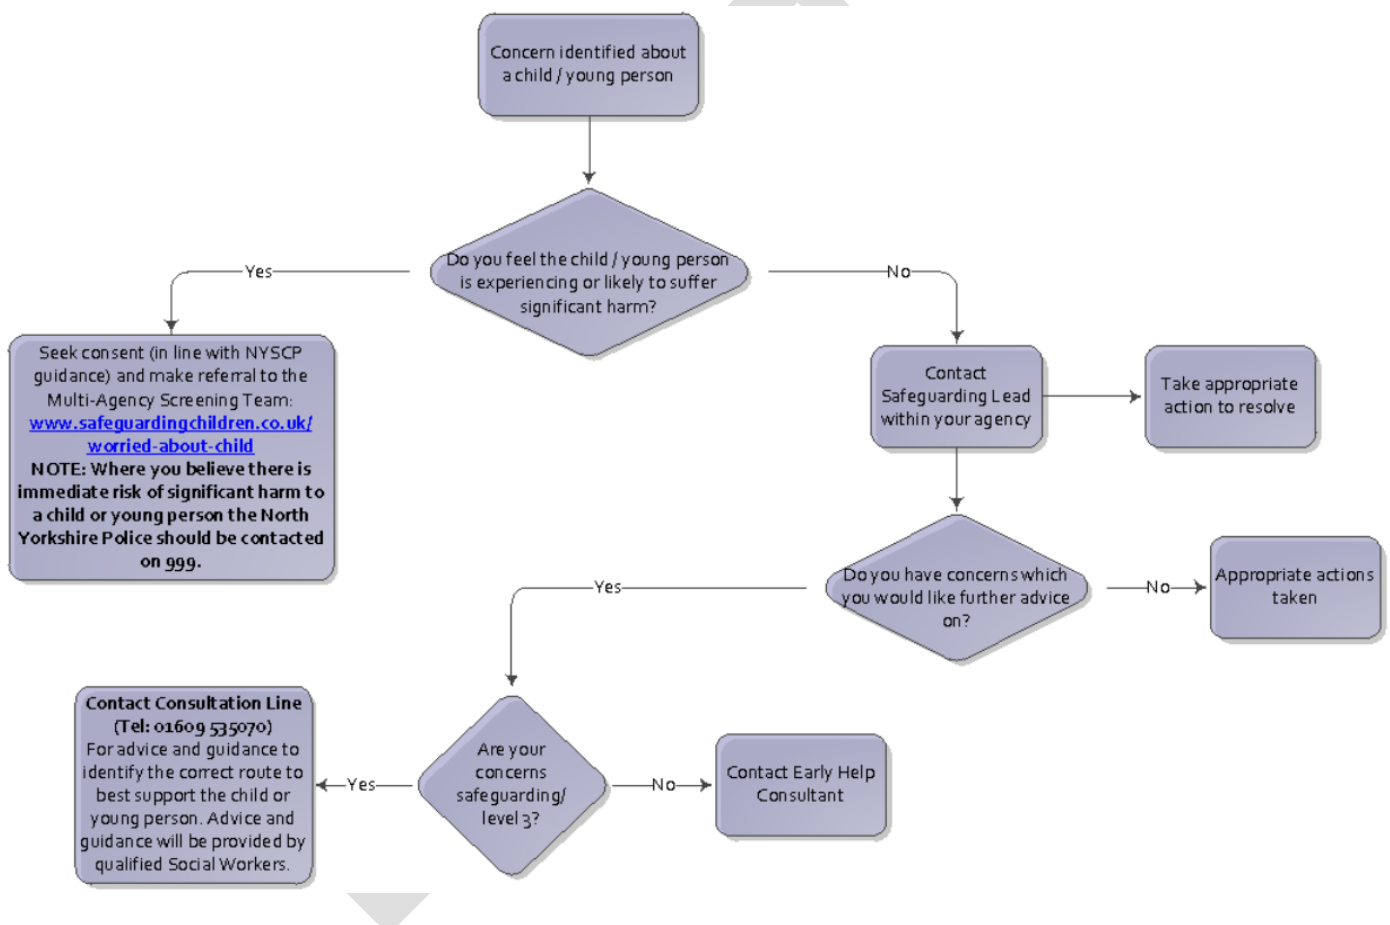 Concern identified about
a child / young person
Do you feel the child / young person
is experiencing or likely to suffer
significant harm?
Yes
No
Seek consent (in line with NYSCP
guidance) and make referral to the
Multi-Agency Screening Team:
www.safeguardingchildren.co.uk/
worried-about-child
NOTE: Where you believe there is
immediate risk of significant harm to
a child or young person the North
Yorkshire Police should be contacted
on 999.
Contact
Safeguarding Lead
within your agency
Take appropriate
action to resolve
Do you have concerns which
you would like further advice
on?
Yes
No
Appropriate actions
taken
Are your
concerns
safeguarding/
level 3?
Yes
No
Contact Consultation Line
(Tel: 01609 535070)
For advice and guidance to
identify the correct route to
best support the child or
young person. Advice and
guidance will be provided by
qualified Social Workers.
Contact Early Help
Consultant